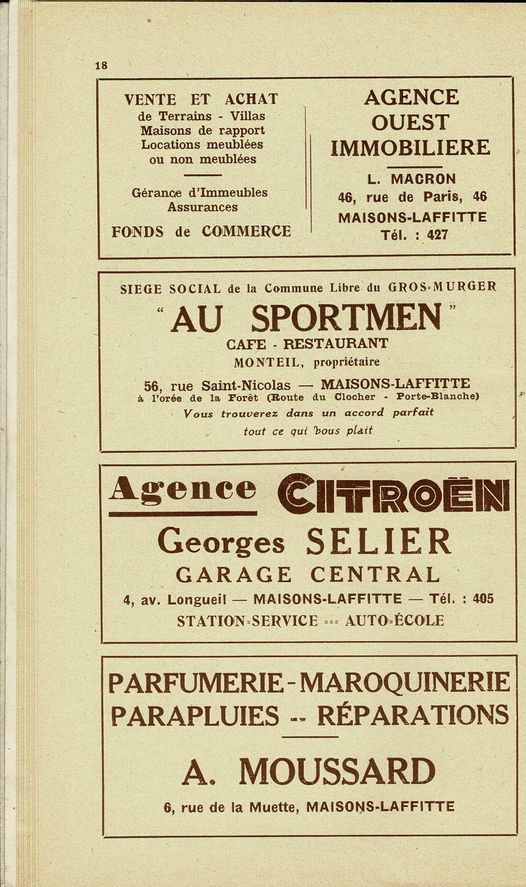 18
VENTE ET ACHAT
de Terrains - Villas
Maisons de rapport
Locations meublées
ou non meublées
Gérance d'Immeubles
Assurances
FONDS de COMMERCE
AGENCE
OUEST
IMMOBILIERE
L. MACRON
46, rue de Paris, 46
MAISONS-LAFFITTE
Tél. : 427
SIEGE SOCIAL de la Commune Libre du GROS-MURGER
“ AU SPORTMEN ”
CAFE - RESTAURANT
MONTEIL, propriétaire
56, rue Saint-Nicolas — MAISONS-LAFFITTE
à l'orée de la Forêt (Route du Clocher - Porte-Blanche)
Vous trouverez dans un accord parfait
tout ce qui vous plait
Agence CITROËN
Georges SELIER
GARAGE CENTRAL
4, av. Longueil — MAISONS-LAFFITTE — Tél. : 405
STATION-SERVICE --- AUTO-ÉCOLE
PARFUMERIE - MAROQUINERIE
PARAPLUIES -- RÉPARATIONS
A. MOUSSARD
6, rue de la Muette, MAISONS-LAFFITTE